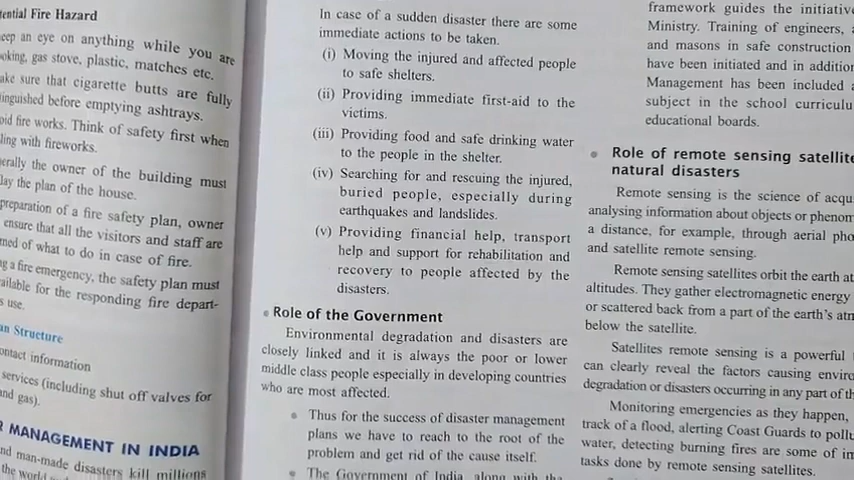 ential Fire Hazard
eep an eye on anything while you are
oking, gas stove, plastic, matches etc.
ake sure that cigarette butts are fully
inguished before emptying ashtrays.
oid fire works. Think of safety first when
ling with fireworks.
erally the owner of the building must
lay the plan of the house.
preparation of a fire safety plan, owner
ensure that all the visitors and staff are
med of what to do in case of fire.
g a fire emergency, the safety plan must
ailable for the responding fire depart-
s use.
an Structure
ontact information
services (including shut off valves for
and gas).
R MANAGEMENT IN INDIA
nd man-made disasters kill millions
the world
In case of a sudden disaster there are some
immediate actions to be taken.
(i) Moving the injured and affected people
to safe shelters.
(ii) Providing immediate first-aid to the
victims.
(iii) Providing food and safe drinking water
to the people in the shelter.
(iv) Searching for and rescuing the injured,
buried people, especially during
earthquakes and landslides.
(v) Providing financial help, transport
help and support for rehabilitation and
recovery to people affected by the
disasters.
• Role of the Government
Environmental degradation and disasters are
closely linked and it is always the poor or lower
middle class people especially in developing countries
who are most affected.
• Thus for the success of disaster management
plans we have to reach to the root of the
problem and get rid of the cause itself.
• The Government of India along with the
framework guides the initiative
Ministry. Training of engineers, a
and masons in safe construction
have been initiated and in addition
Management has been included a
subject in the school curriculu
educational boards.
• Role of remote sensing satellite
natural disasters
Remote sensing is the science of acqu
analysing information about objects or phenom
a distance, for example, through aerial pho
and satellite remote sensing.
Remote sensing satellites orbit the earth at
altitudes. They gather electromagnetic energy
or scattered back from a part of the earth's atm
below the satellite.
Satellites remote sensing is a powerful
can clearly reveal the factors causing enviro
degradation or disasters occurring in any part of th
Monitoring emergencies as they happen,
track of a flood, alerting Coast Guards to pollu
water, detecting burning fires are some of im
tasks done by remote sensing satellites.